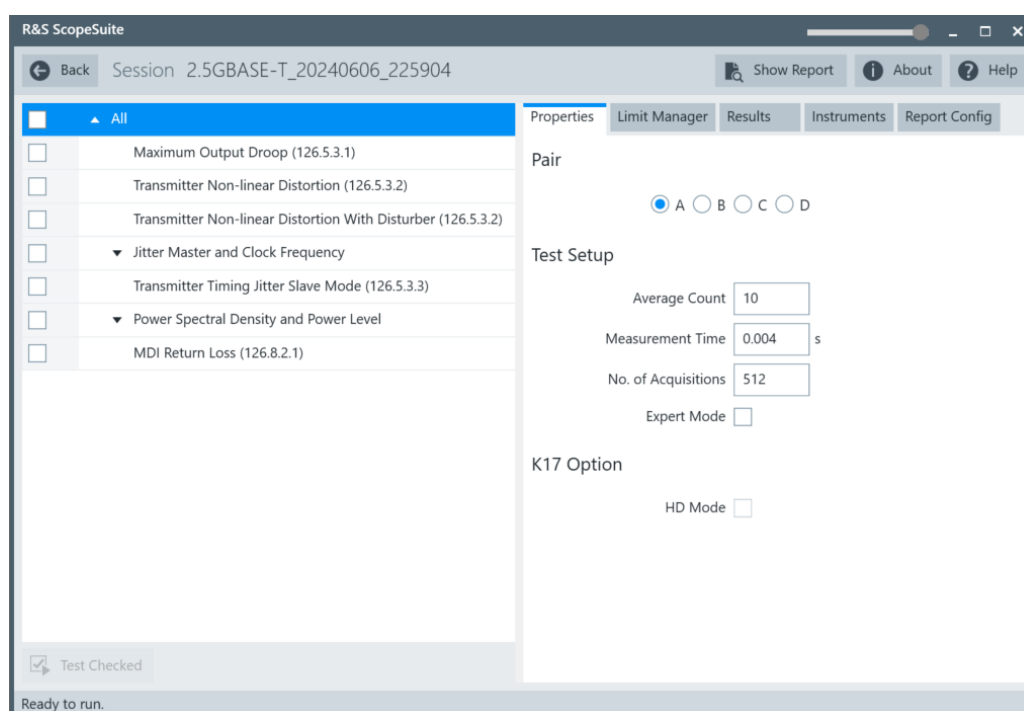 R&S ScopeSuite
Back Session 2.5GBASE-T_20240606_225904 Show Report About Help
All
Maximum Output Droop (126.5.3.1)
Transmitter Non-linear Distortion (126.5.3.2)
Transmitter Non-linear Distortion With Disturber (126.5.3.2)
Jitter Master and Clock Frequency
Transmitter Timing Jitter Slave Mode (126.5.3.3)
Power Spectral Density and Power Level
MDI Return Loss (126.8.2.1)
Test Checked
Properties Limit Manager Results Instruments Report Config
Pair
A B C D
Test Setup
Average Count 10
Measurement Time 0.004 s
No. of Acquisitions 512
Expert Mode
K17 Option
HD Mode
Ready to run.